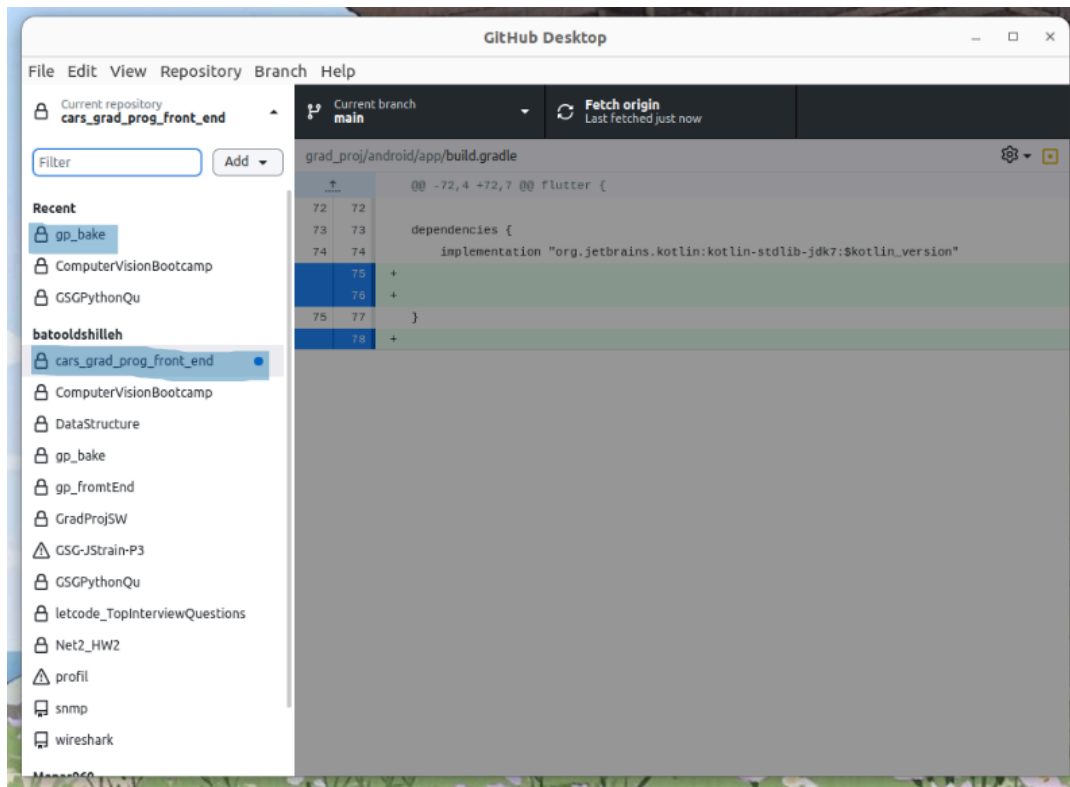 GitHub Desktop
File Edit View Repository Branch Help
Current repository
cars_grad_prog_front_end
Current branch
main
Fetch origin
Last fetched just now
Filter
Add
grad_proj/android/app/build.gradle
@@ -72,4 +72,7 @@ flutter {
72 72
73 73 dependencies {
74 74 implementation "org.jetbrains.kotlin:kotlin-stdlib-jdk7:$kotlin_version"
75 +
76 +
75 77 }
78 +
Recent
gp_bake
ComputerVisionBootcamp
GSGPythonQu
batooldshilleh
cars_grad_prog_front_end
ComputerVisionBootcamp
DataStructure
gp_bake
gp_fromtEnd
GradProjSW
GSG-JStrain-P3
GSGPythonQu
letcode_TopInterviewQuestions
Net2_HW2
profil
snmp
wireshark